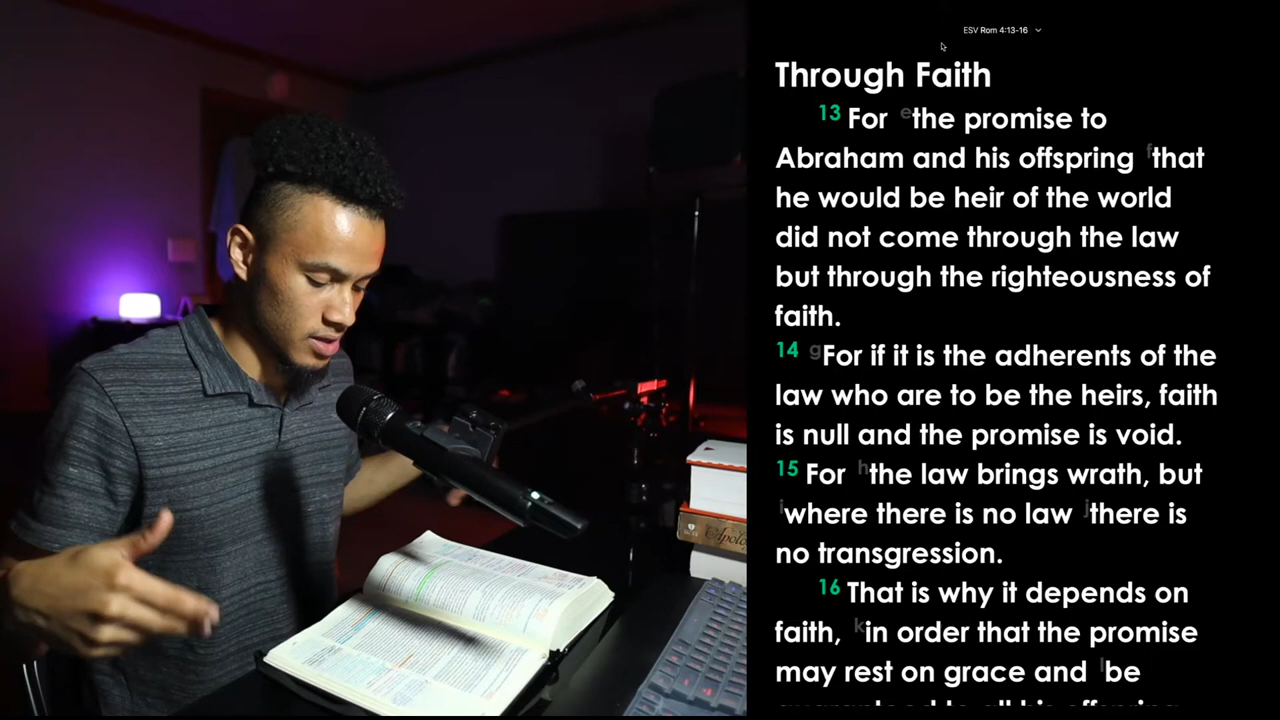 ESV Rom 4:13-16
Through Faith
13 For e the promise to
Abraham and his offspring f that
he would be heir of the world
did not come through the law
but through the righteousness of
faith.
14 g For if it is the adherents of the
law who are to be the heirs, faith
is null and the promise is void.
15 For h the law brings wrath, but
i where there is no law j there is
no transgression.
16 That is why it depends on
faith, k in order that the promise
may rest on grace and l be
guaranteed to all his offspring